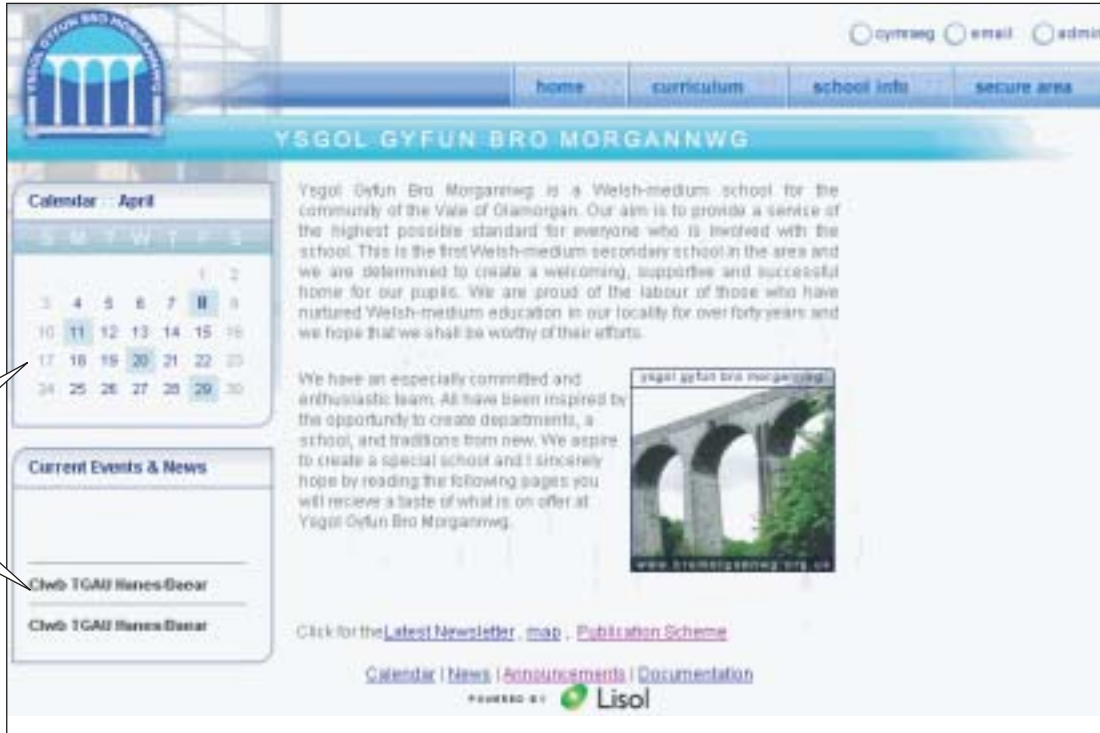 YSGOL GYFUN BRO MORGANNWG
cymraeg email admin
home curriculum school info secure area
YSGOL GYFUN BRO MORGANNWG
Calendar :: April
S M T W T F S
1 2
3 4 5 6 7 8 9
10 11 12 13 14 15 16
17 18 19 20 21 22 23
24 25 26 27 28 29 30
Current Events & News
Clwb TGAU Hanes/Daear
Clwb TGAU Hanes/Daear
Ysgol Gyfun Bro Morgannwg is a Welsh-medium school for the
community of the Vale of Glamorgan. Our aim is to provide a service of
the highest possible standard for everyone who is involved with the
school. This is the first Welsh-medium secondary school in the area and
we are determined to create a welcoming, supportive and successful
home for our pupils. We are proud of the labour of those who have
nurtured Welsh-medium education in our locality for over forty years and
we hope that we shall be worthy of their efforts.
We have an especially committed and
enthusiastic team. All have been inspired by
the opportunity to create departments, a
school, and traditions from new. We aspire
to create a special school and I sincerely
hope by reading the following pages you
will recieve a taste of what is on offer at
Ysgol Gyfun Bro Morgannwg.
ysgol gyfun bro morgannwg
www.bromorgannwg.org.uk
Click for the Latest Newsletter , map , Publication Scheme
Calendar | News | Announcements | Documentation
POWERED BY Lisol